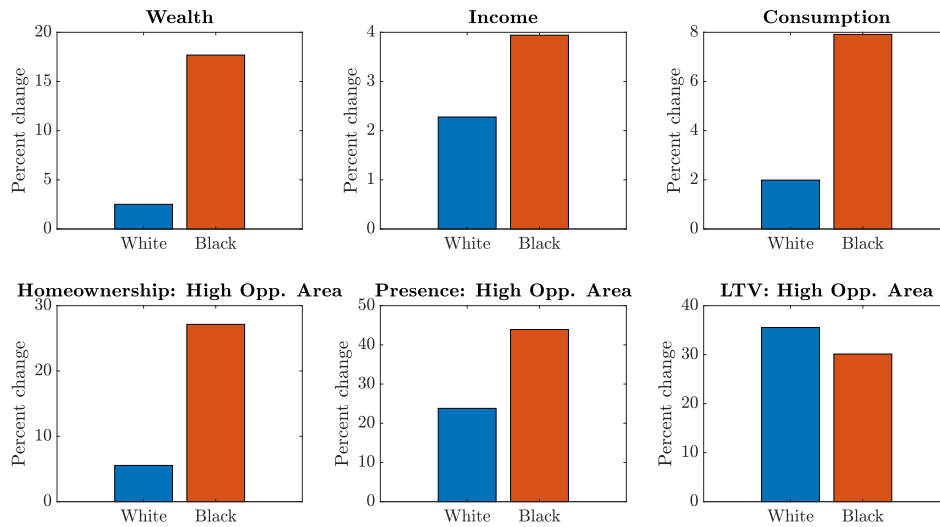 Wealth
20
15
10
5
0
Percent change
White Black
Income
4
3
2
1
0
Percent change
White Black
Consumption
8
6
4
2
0
Percent change
White Black
Homeownership: High Opp. Area
30
20
10
0
Percent change
White Black
Presence: High Opp. Area
50
40
30
20
10
0
Percent change
White Black
LTV: High Opp. Area
40
30
20
10
0
Percent change
White Black